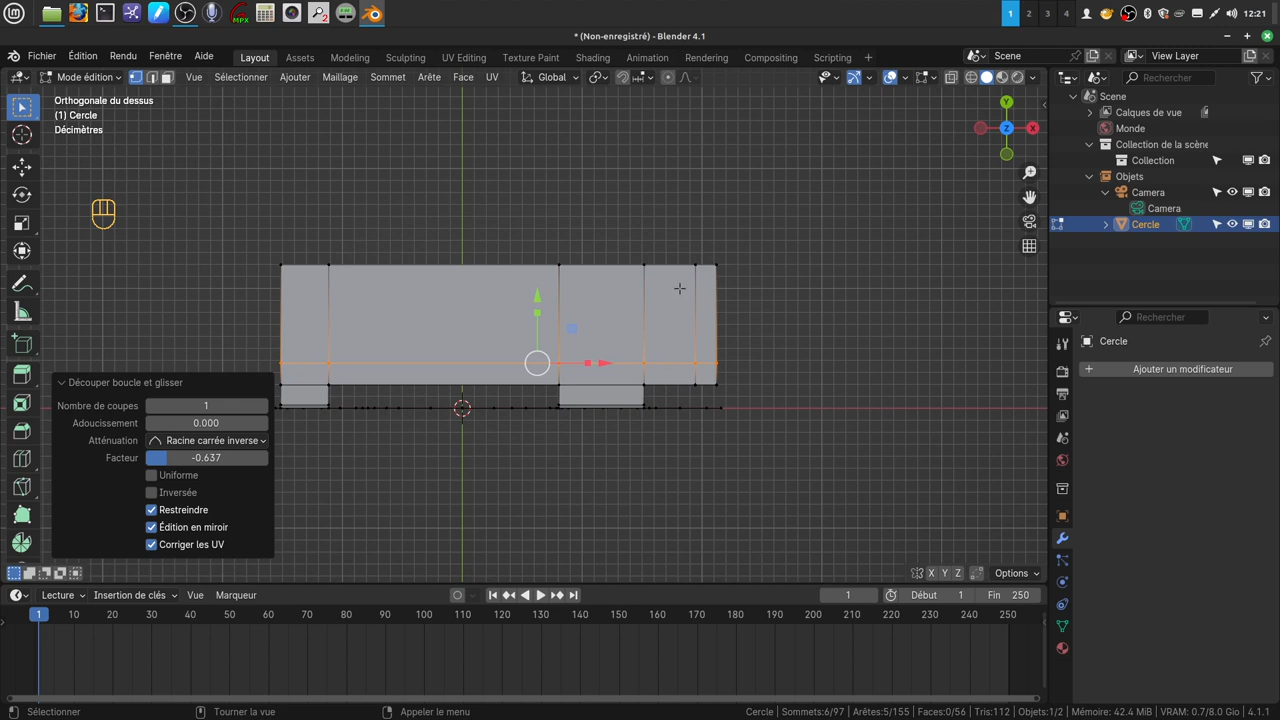 MPX
2
1
2
3
4
12:21
* (Non-enregistré) - Blender 4.1
Fichier
Édition
Rendu
Fenêtre
Aide
Layout
Assets
Modeling
Sculpting
UV Editing
Texture Paint
Shading
Animation
Rendering
Compositing
Scripting
+
Scene
View Layer
Mode édition
Vue
Sélectionner
Ajouter
Maillage
Sommet
Arête
Face
UV
Global
Rechercher
Orthogonale du dessus
(1) Cercle
Décimètres
Y
Z
X
Scene
Calques de vue
Monde
Collection de la scène
Collection
Objets
Camera
Camera
Cercle
Rechercher
Cercle
+ Ajouter un modificateur
Découper boucle et glisser
Nombre de coupes 1
Adoucissement 0.000
Atténuation Racine carrée inverse
Facteur -0.637
Uniforme
Inversée
Restreindre
Édition en miroir
Corriger les UV
X Y Z
Options
Lecture
Insertion de clés
Vue
Marqueur
1
Début 1
Fin 250
1
10
20
30
40
50
60
70
80
90
100
110
120
130
140
150
160
170
180
190
200
210
220
230
240
250
Sélectionner
Tourner la vue
Appeler le menu
Cercle | Sommets:6/97 | Arêtes:5/155 | Faces:0/56 | Tris:112 | Objets:1/2 | Mémoire: 42.4 MiB | VRAM: 0.7/8.0 Gio | 4.1.1